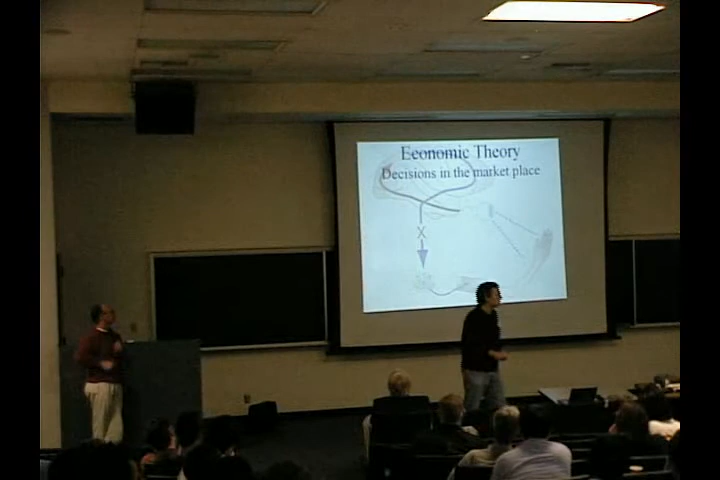 Economic Theory
Decisions in the market place
X